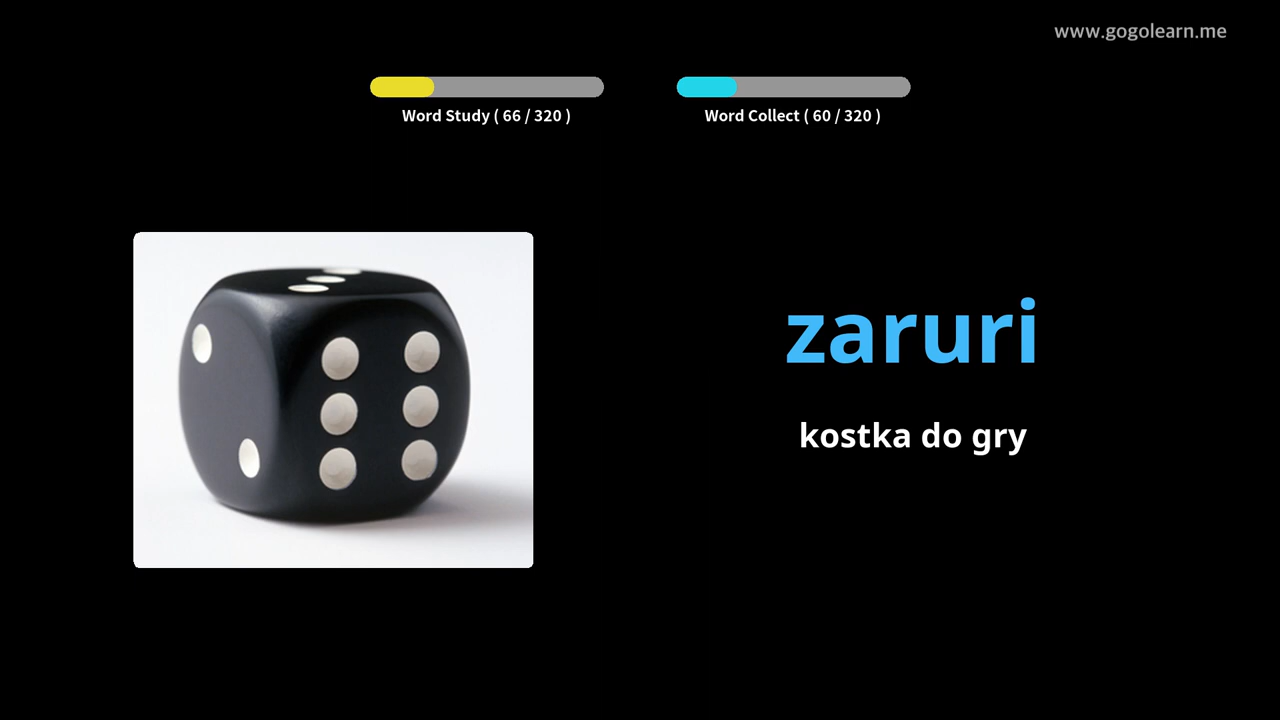 www.gogolearn.me
Word Study ( 66 / 320 )
Word Collect ( 60 / 320 )
zaruri
kostka do gry